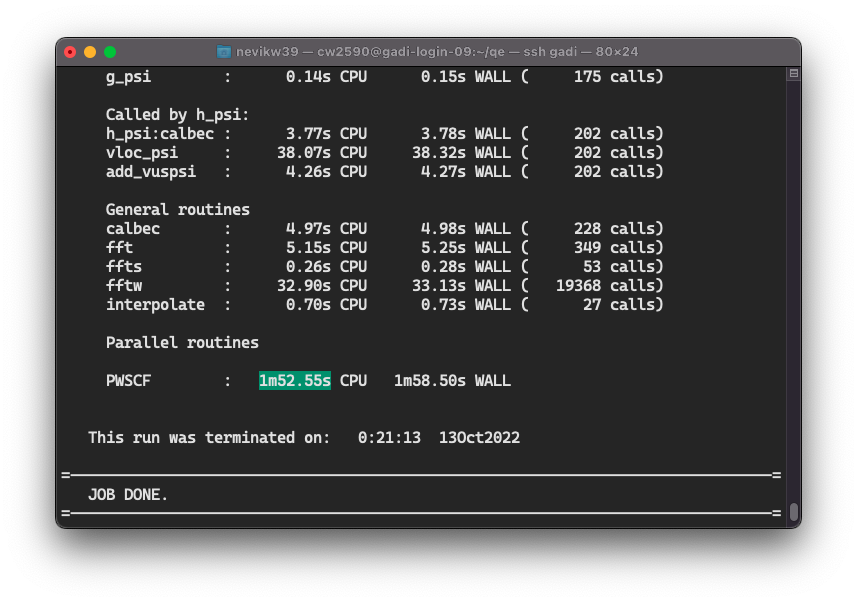 nevikw39 — cw2590@gadi-login-09:~/qe — ssh gadi — 80×24
g_psi        :      0.14s CPU      0.15s WALL (     175 calls)
Called by h_psi:
h_psi:calbec :      3.77s CPU      3.78s WALL (     202 calls)
vloc_psi     :     38.07s CPU     38.32s WALL (     202 calls)
add_vuspsi   :      4.26s CPU      4.27s WALL (     202 calls)
General routines
calbec       :      4.97s CPU      4.98s WALL (     228 calls)
fft          :      5.15s CPU      5.25s WALL (     349 calls)
ffts         :      0.26s CPU      0.28s WALL (      53 calls)
fftw         :     32.90s CPU     33.13s WALL (   19368 calls)
interpolate  :      0.70s CPU      0.73s WALL (      27 calls)
Parallel routines
PWSCF        :   1m52.55s CPU   1m58.50s WALL
This run was terminated on:   0:21:13  13Oct2022
=------------------------------------------------------------------------------=
JOB DONE.
=------------------------------------------------------------------------------=